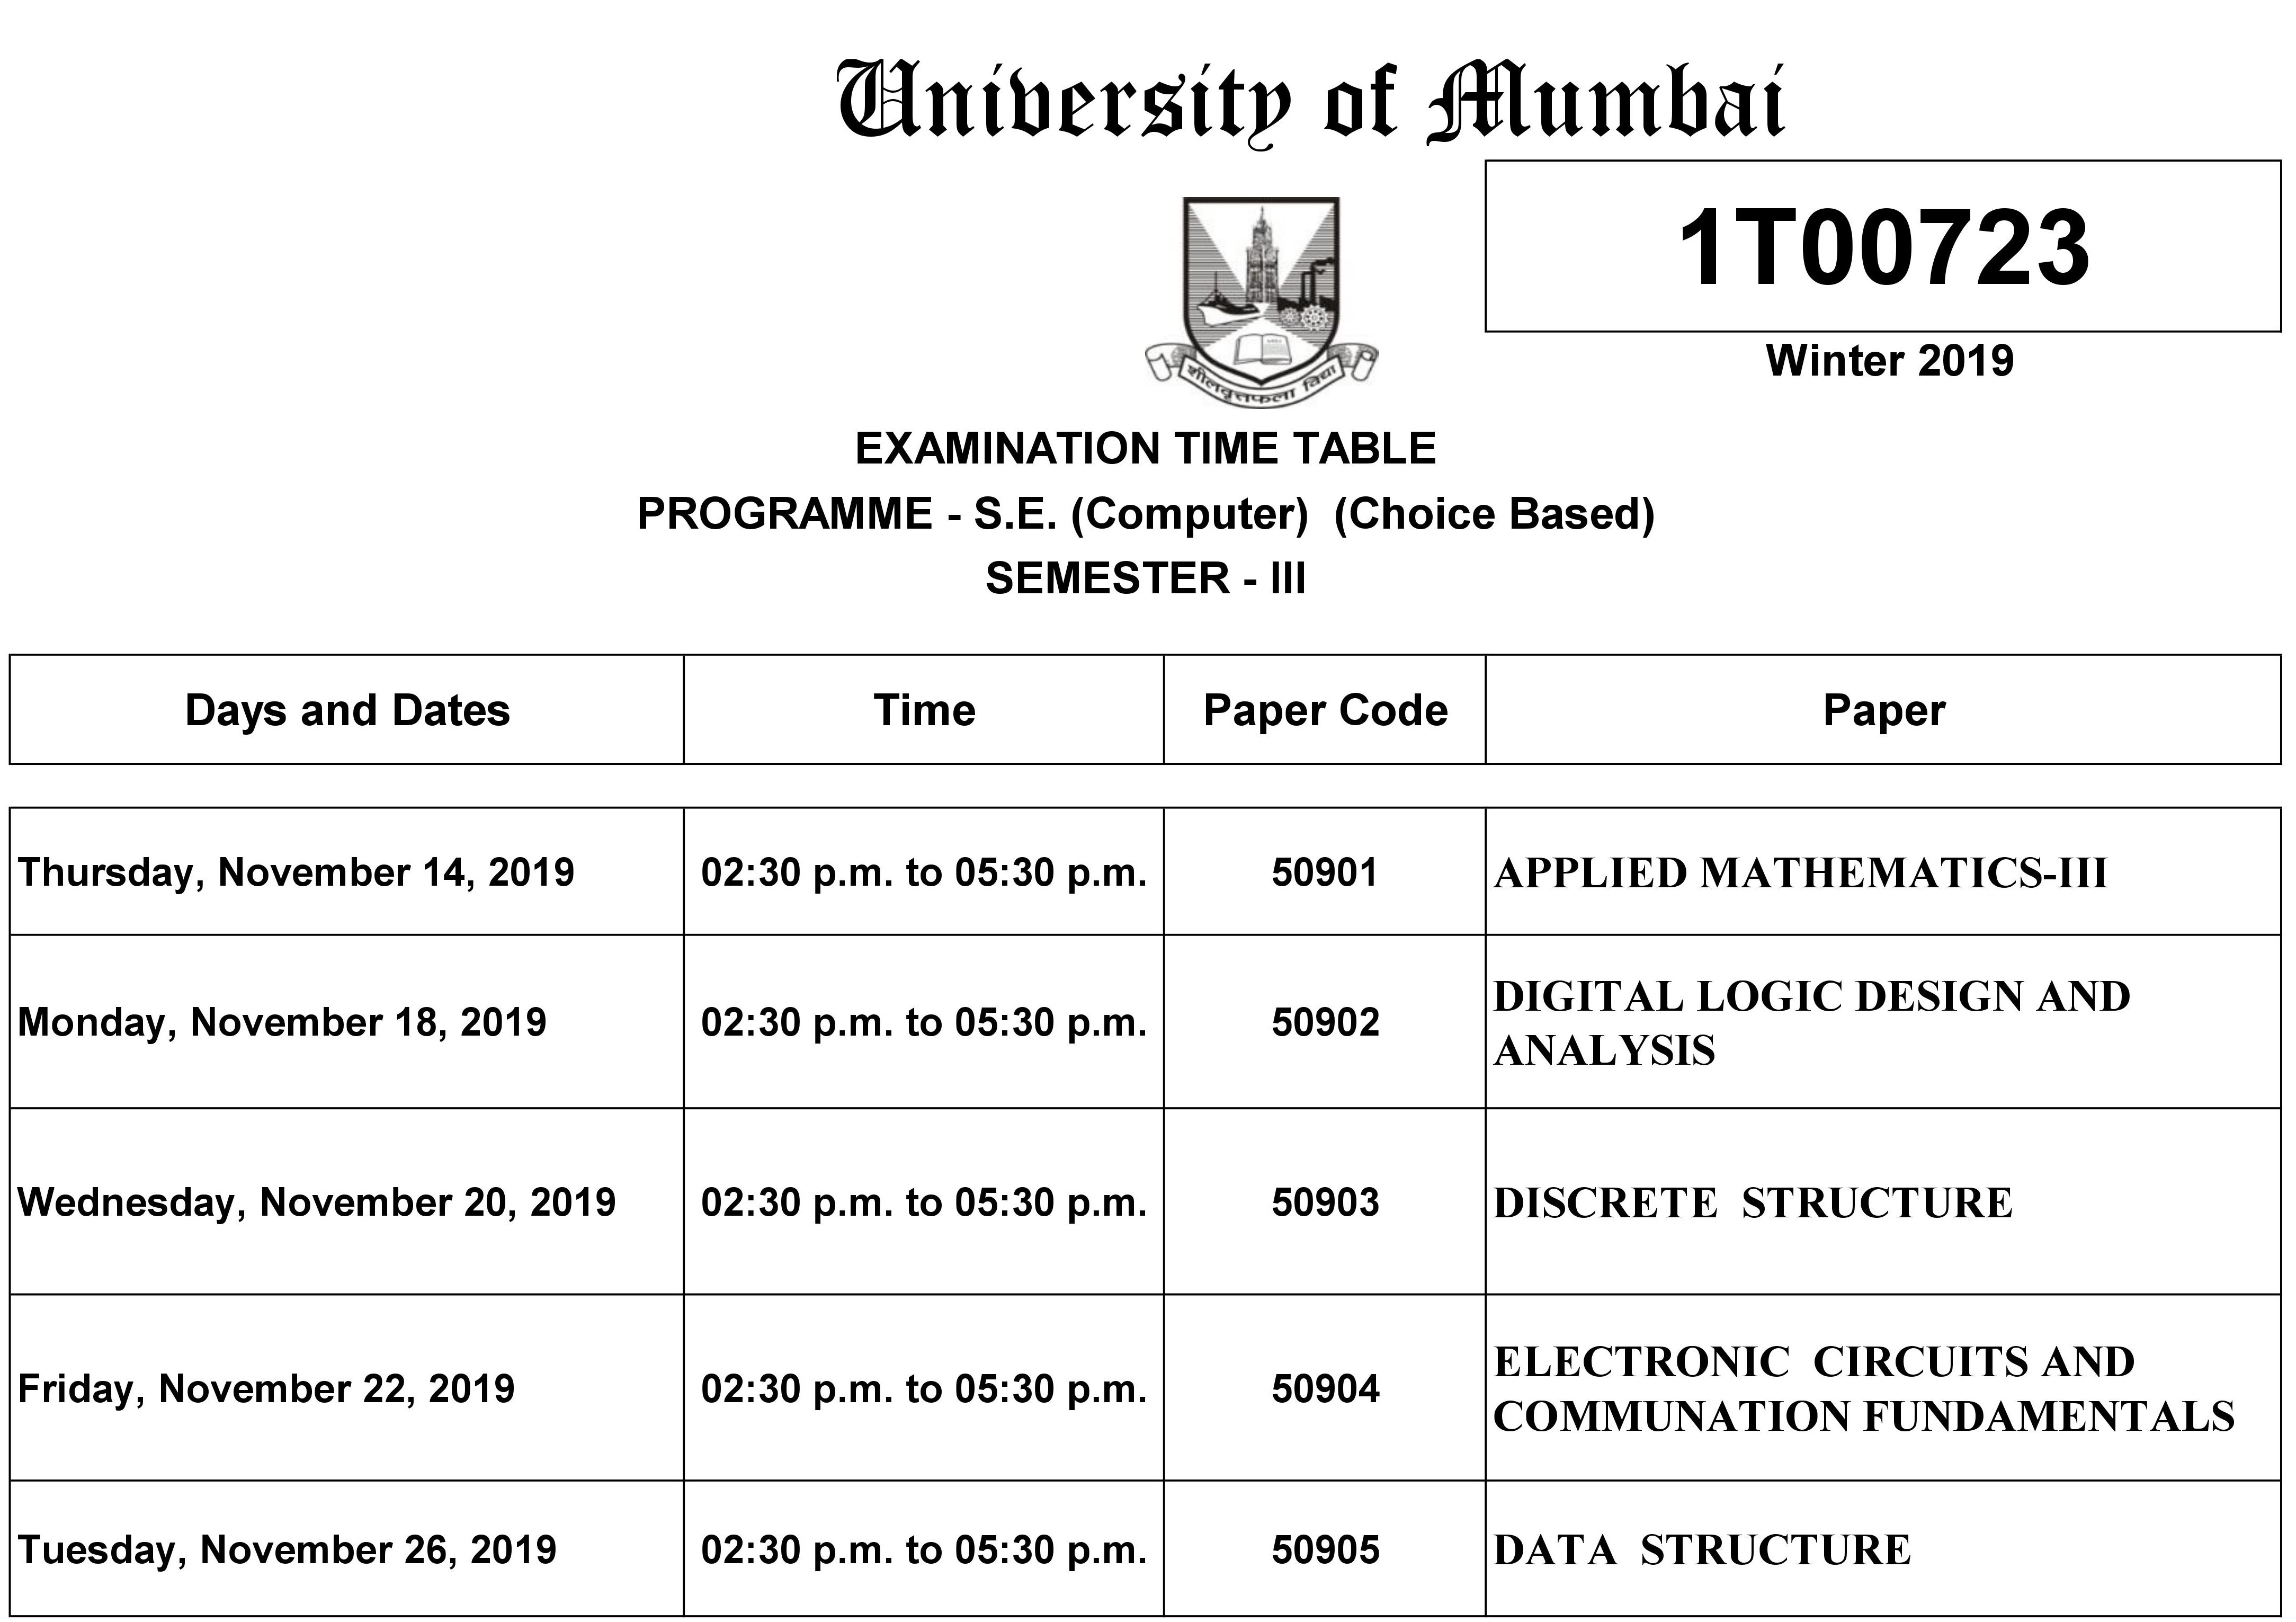 University of Mumbai
1T00723
Winter 2019
शीलवृत्तफला विद्या
EXAMINATION TIME TABLE
PROGRAMME - S.E. (Computer)  (Choice Based)
SEMESTER - III
Days and Dates Time Paper Code Paper
Thursday, November 14, 2019 02:30 p.m. to 05:30 p.m. 50901 APPLIED MATHEMATICS-III
Monday, November 18, 2019 02:30 p.m. to 05:30 p.m. 50902 DIGITAL LOGIC DESIGN AND
ANALYSIS
Wednesday, November 20, 2019 02:30 p.m. to 05:30 p.m. 50903 DISCRETE  STRUCTURE
Friday, November 22, 2019 02:30 p.m. to 05:30 p.m. 50904 ELECTRONIC  CIRCUITS AND
COMMUNATION FUNDAMENTALS
Tuesday, November 26, 2019 02:30 p.m. to 05:30 p.m. 50905 DATA  STRUCTURE